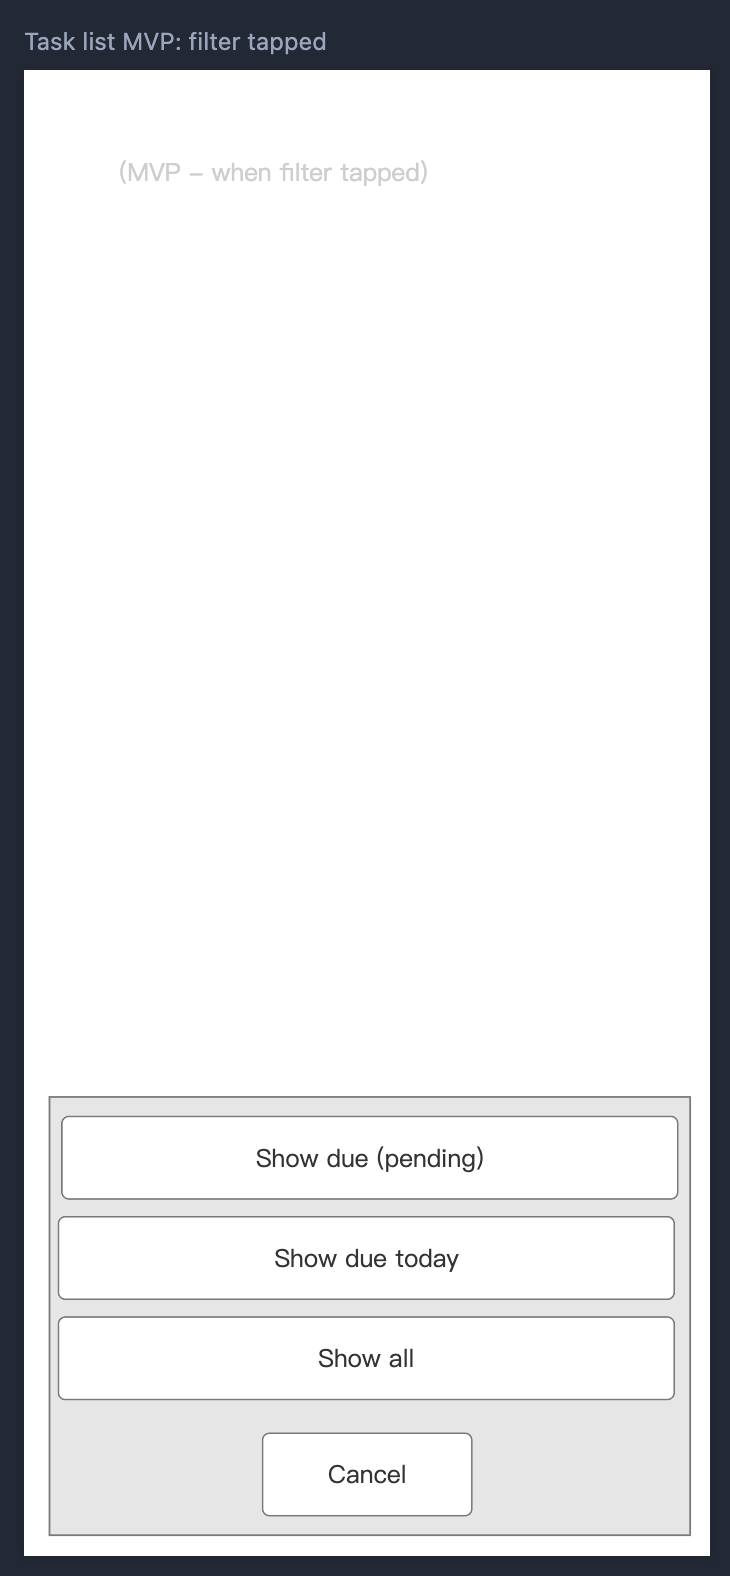 Task list MVP: filter tapped
(MVP – when filter tapped)
Show due (pending)
Show due today
Show all
Cancel